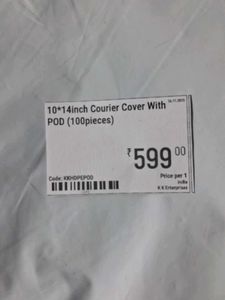 10*14inch Courier Cover With
POD (100pieces)
₹599.00
Price per 1
India
Code: KKHDPEPOD
K K Enterprises